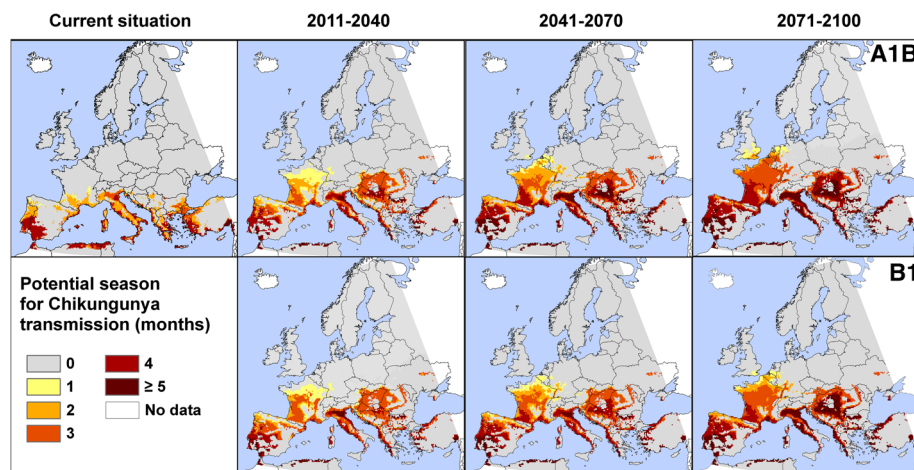 Current situation
2011-2040
2041-2070
2071-2100
A1B
B1
Potential season
for Chikungunya
transmission (months)
0
4
1
≥ 5
2
No data
3